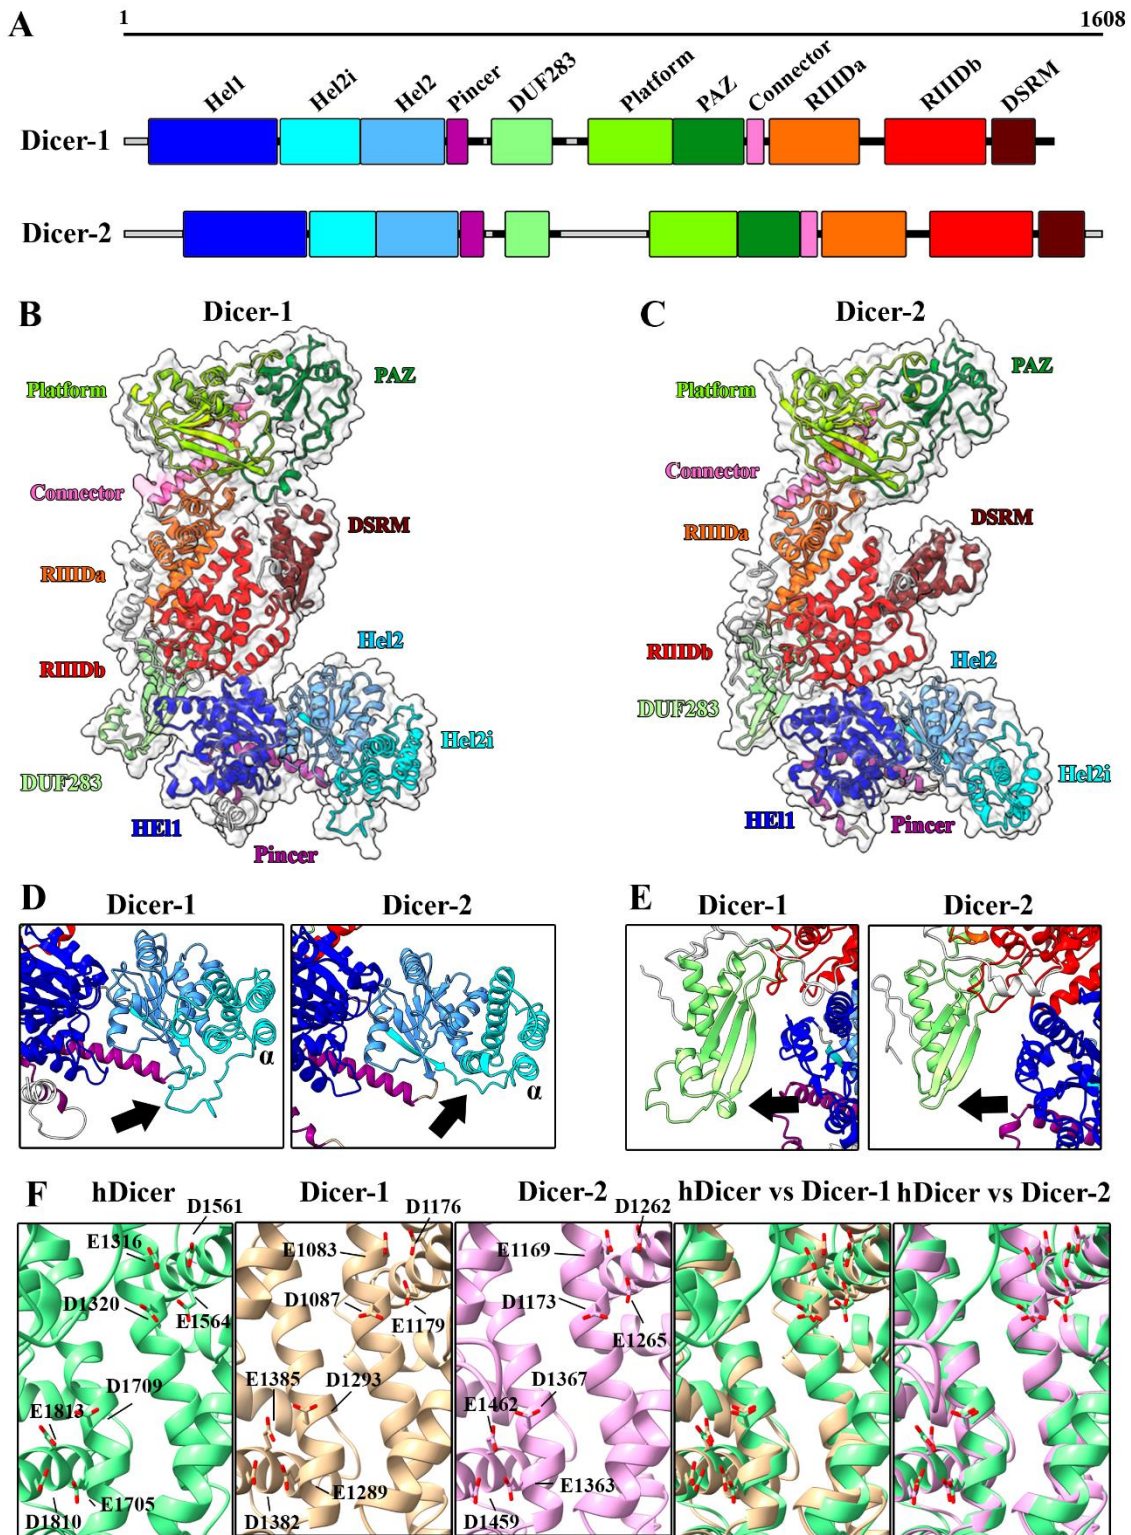 A
1 1608
Hel1 Hel2i Hel2 Pincer DUF283 Platform PAZ Connector RIIIDa RIIIDb DSRM
Dicer-1
Dicer-2
B Dicer-1
Platform
PAZ
Connector
DSRM
RIIIDa
Hel2
RIIIDb
Hel2i
DUF283
HEl1
Pincer
C Dicer-2
Platform
PAZ
Connector
DSRM
RIIIDa
RIIIDb
Hel2
DUF283
Hel2i
HEl1
Pincer
D Dicer-1 Dicer-2
α α
E Dicer-1 Dicer-2
F hDicer Dicer-1 Dicer-2 hDicer vs Dicer-1 hDicer vs Dicer-2
D1561
E1316
D1320
E1564
D1709
E1813
E1705
D1810
D1176
E1083
D1087
E1179
E1385 D1293
E1289
D1382
D1262
E1169
D1173
E1265
D1367
E1462
E1363
D1459